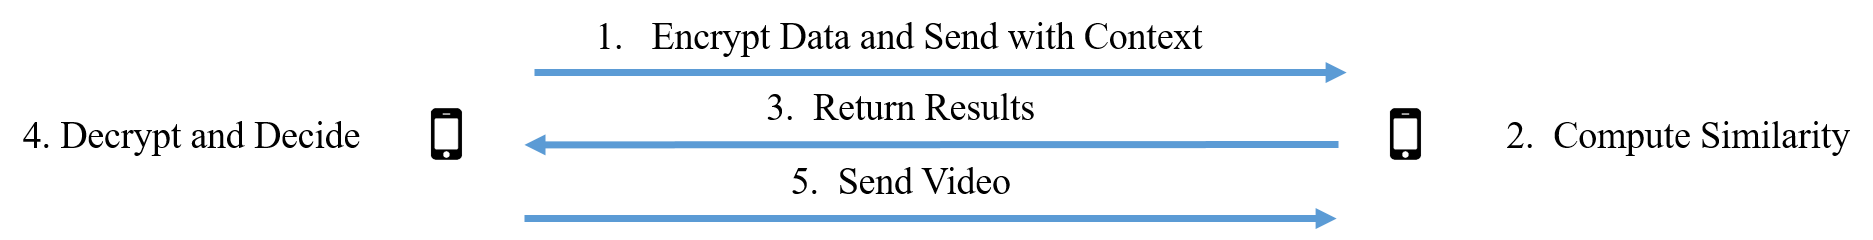 1. Encrypt Data and Send with Context
3. Return Results
4. Decrypt and Decide
2. Compute Similarity
5. Send Video